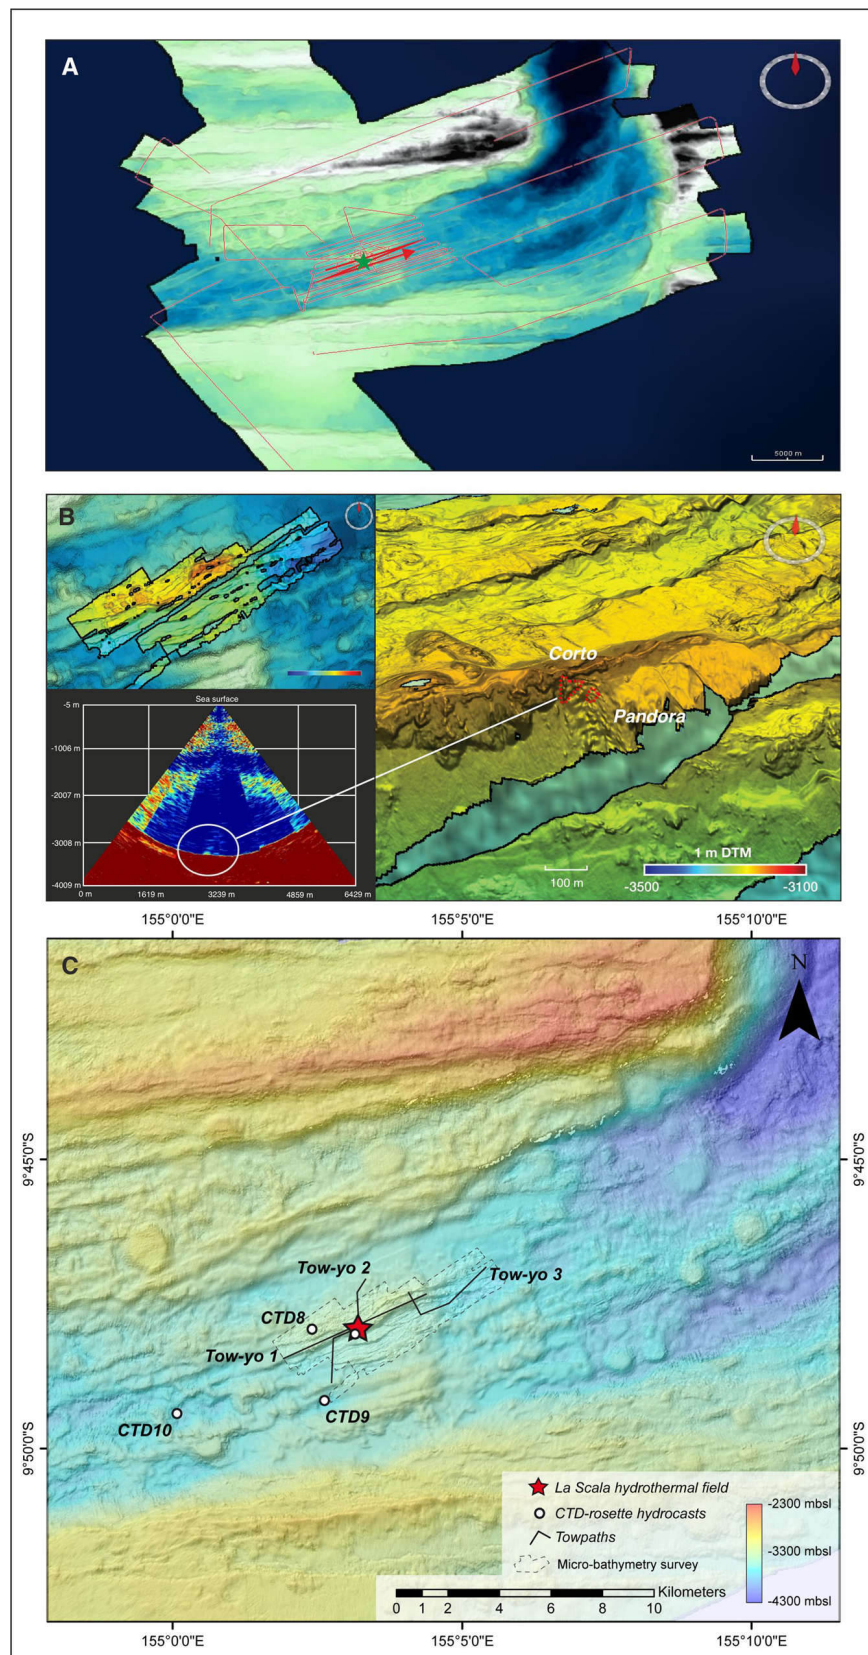 A
5000 m
B
Sea surface
-5 m
-1006 m
-2007 m
-3008 m
-4009 m
0 m 1619 m 3239 m 4859 m 6429 m
Corto
Pandora
100 m
1 m DTM
-3500 -3100
155°0'0"E 155°5'0"E 155°10'0"E
C
N
9°45'0"S 9°45'0"S
Tow-yo 2
Tow-yo 3
CTD8
Tow-yo 1
CTD9
CTD10
9°50'0"S 9°50'0"S
La Scala hydrothermal field
CTD-rosette hydrocasts
Towpaths
Micro-bathymetry survey
-2300 mbsl
-3300 mbsl
-4300 mbsl
Kilometers
0 1 2 4 6 8 10
155°0'0"E 155°5'0"E 155°10'0"E